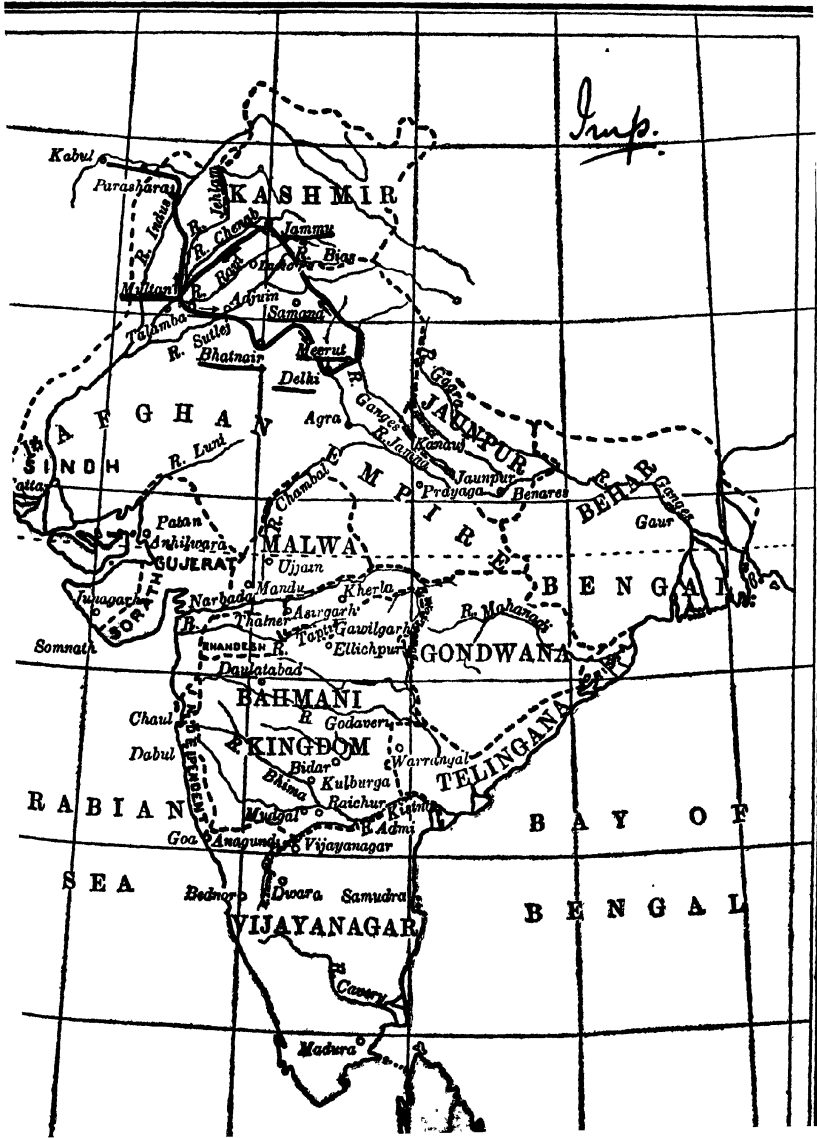 Imp.
Kabul
Parashara
KASHMIR
R. Indus
R. Jehlam
R. Chenab
Jammu
R. Ravi
Lahore
R. Bias
Multan
R.
Adjuin
Samana
Talamba
R. Sutlej
Bhatnair
Meerut
Delhi
R. Gagra
AFGHAN
R. Ganges
JAUNPUR
Agra
R. Jamna
Kanauj
R. Luni
SINDH
Jaunpur
Prayaga
Benares
BEHAR
R. Ganges
Gaur
EMPIRE
R. Chambal
Patan
Anhilwara
MALWA
GUJERAT
Ujjain
Mandu
Kherla
BENGAL
Junagarh
SORATH
Narbada
R.
Thalner
Asirgarh
R. Mahanadi
Tapti
Gawilgarh
Somnath
KHANDESH
R.
Ellichpur
GONDWANA
Daulatabad
BAHMANI
INDEPENDENT
Chaul
R
Godavery
TELINGANA
KINGDOM
Dabul
R.
Warrangal
Bidar
Bhima
Kulburga
RABIAN
Mudgal
Raichur
Kistna
BAY OF
R.
Admi
Goa
Anagundi
Vijayanagar
SEA
Bednor
Dwara Samudra
BENGAL
VIJAYANAGAR
R.
Cavery
Madura